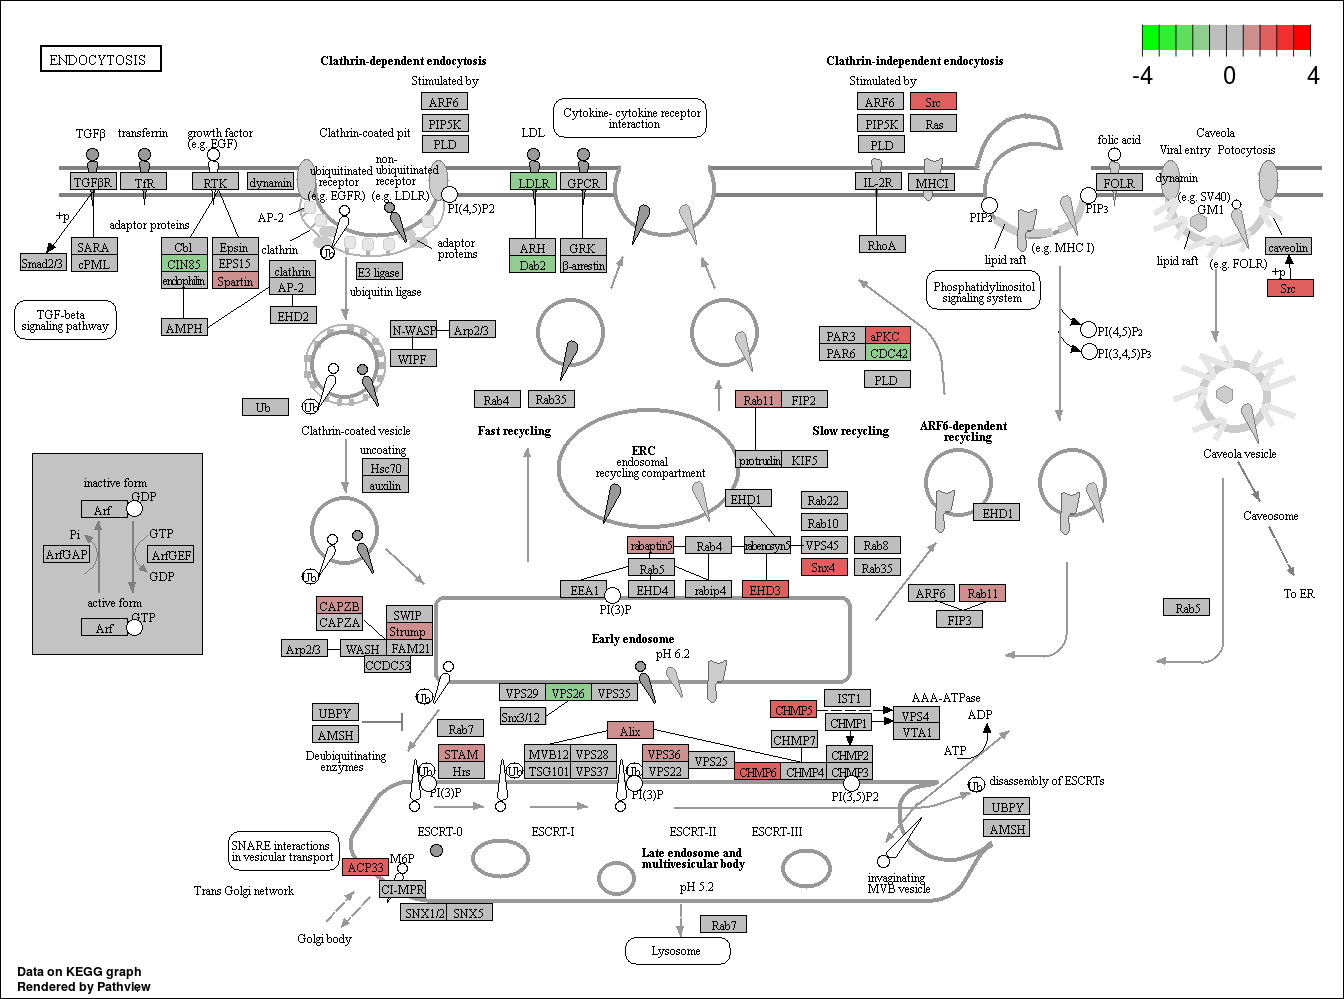 ENDOCYTOSIS
-4
0
4
Clathrin-dependent endocytosis
Stimulated by
ARF6
PIP5K
PLD
Clathrin-independent endocytosis
Stimulated by
ARF6
Src
PIP5K
Ras
PLD
Cytokine- cytokine receptor
interaction
TGFβ
transferrin
growth factor
(e.g. EGF)
Clathrin-coated pit
LDL
folic acid
Caveola
Viral entry
Potocytosis
TGFβR
TfR
RTK
dynamin
ubiquitinated
receptor
(e.g. EGFR)
non-
ubiquitinated
receptor
(e.g. LDLR)
LDLR
GPCR
IL-2R
MHCI
FOLR
dynamin
(e.g. SV40)
GM1
PI(4,5)P2
PIP2
PIP3
+p
adaptor proteins
AP-2
clathrin
adaptor
proteins
Smad2/3
SARA
cPML
Cbl
CIN85
endophilin
Epsin
EPS15
Spartin
Ub
clathrin
AP-2
EHD2
AMPH
E3 ligase
ubiquitin ligase
ARH
Dab2
GRK
β-arrestin
RhoA
lipid raft
(e.g. MHC I)
lipid raft
(e.g. FOLR)
caveolin
+p
Src
TGF-beta
signaling pathway
Phosphatidylinositol
signaling system
N-WASP
Arp2/3
WIPF
PAR3
aPKC
PAR6
CDC42
PLD
PI(4,5)P2
PI(3,4,5)P3
Ub
Ub
Clathrin-coated vesicle
Rab4
Rab35
Fast recycling
Rab11
FIP2
Slow recycling
ARF6-dependent
recycling
uncoating
Hsc70
auxilin
ERC
endosomal
recycling compartment
protrudin
KIF5
Caveola vesicle
inactive form
GDP
Arf
Pi
GTP
ArfGAP
ArfGEF
GDP
active form
GTP
Arf
EHD1
Rab22
Rab10
EHD1
Caveosome
rabaptin5
Rab4
rabenosyn5
VPS45
Rab8
Ub
Rab5
Snx4
Rab35
EEA1
EHD4
rabip4
EHD3
PI(3)P
ARF6
Rab11
FIP3
To ER
Rab5
CAPZB
CAPZA
SWIP
Strump
Arp2/3
WASH
FAM21
CCDC53
Early endosome
pH 6.2
Ub
VPS29
VPS26
VPS35
Snx3/12
UBPY
AMSH
Deubiquitinating
enzymes
Rab7
Alix
CHMP5
IST1
AAA-ATPase
CHMP1
VPS4
VTA1
ADP
ATP
STAM
Hrs
MVB12
VPS28
TSG101
VPS37
VPS36
VPS22
VPS25
CHMP7
CHMP6
CHMP4
CHMP2
CHMP3
Ub
PI(3)P
Ub
Ub
PI(3)P
PI(3,5)P2
Ub
disassembly of ESCRTs
UBPY
AMSH
ESCRT-0
ESCRT-I
ESCRT-II
ESCRT-III
SNARE interactions
in vesicular transport
Late endosome and
multivesicular body
pH 5.2
invaginating
MVB vesicle
ACP33
M6P
CI-MPR
Trans Golgi network
SNX1/2
SNX5
Golgi body
Rab7
Lysosome
Data on KEGG graph
Rendered by Pathview